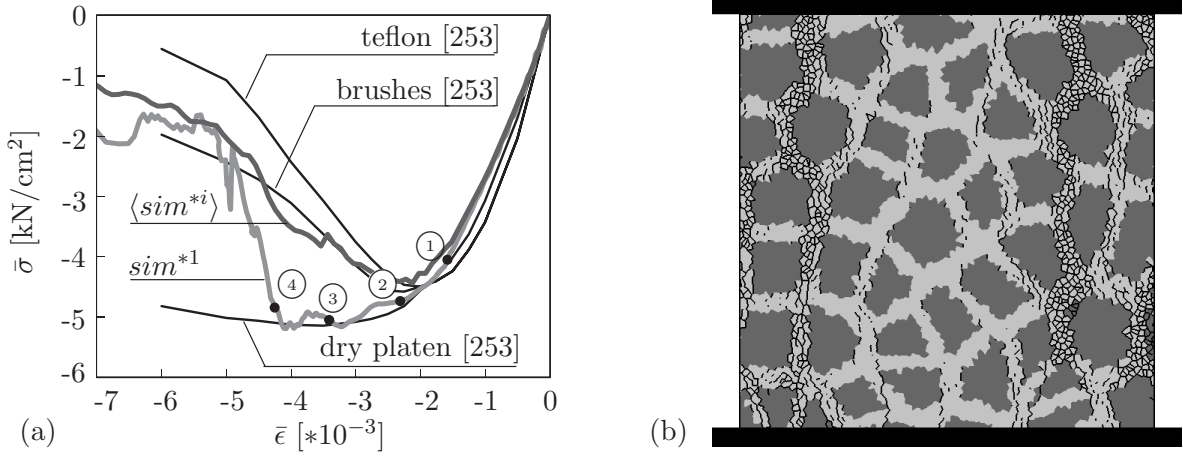 0
-1
-2
-3
-4
-5
-6
σ̄ [kN/cm²]
teflon [253]
brushes [253]
⟨sim*ⁱ⟩
sim*¹
1
2
3
4
dry platen [253]
-7 -6 -5 -4 -3 -2 -1 0
ε̄ [∗10⁻³]
(a)
(b)